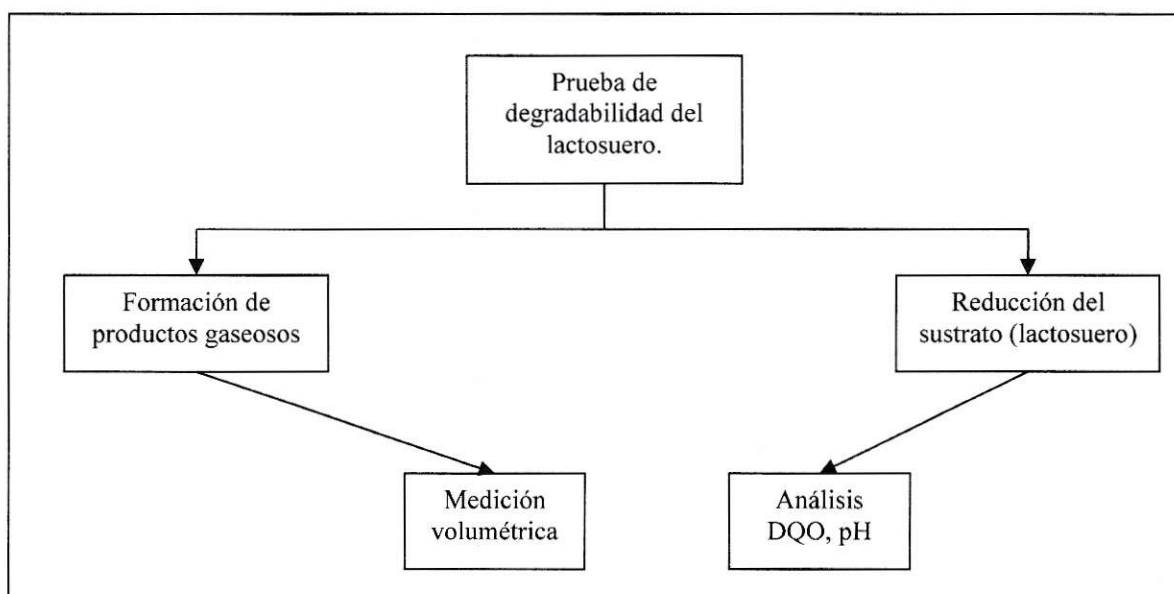 Prueba de
degradabilidad del
lactosuero.
Formación de
productos gaseosos
Reducción del
sustrato (lactosuero)
Medición
volumétrica
Análisis
DQO, pH